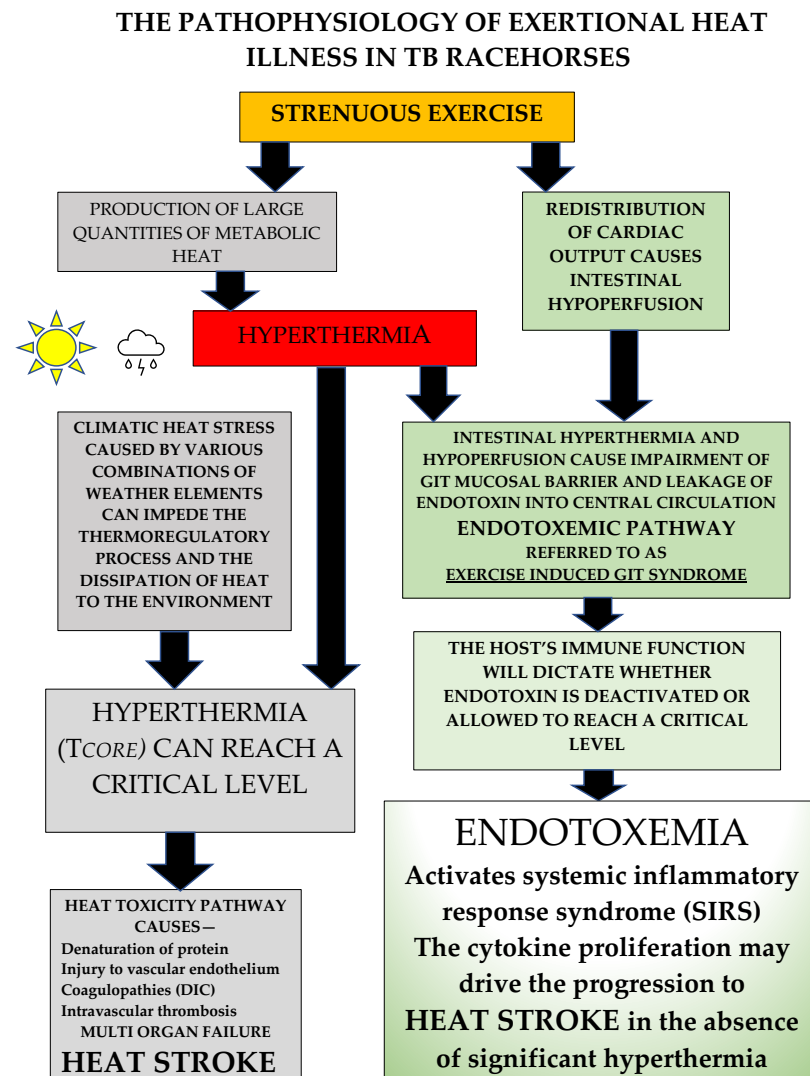 THE PATHOPHYSIOLOGY OF EXERTIONAL HEAT
ILLNESS IN TB RACEHORSES
STRENUOUS EXERCISE
PRODUCTION OF LARGE
QUANTITIES OF METABOLIC
HEAT
REDISTRIBUTION
OF CARDIAC
OUTPUT CAUSES
INTESTINAL
HYPOPERFUSION
HYPERTHERMIA
CLIMATIC HEAT STRESS
CAUSED BY VARIOUS
COMBINATIONS OF
WEATHER ELEMENTS
CAN IMPEDE THE
THERMOREGULATORY
PROCESS AND THE
DISSIPATION OF HEAT
TO THE ENVIRONMENT
INTESTINAL HYPERTHERMIA AND
HYPOPERFUSION CAUSE IMPAIRMENT OF
GIT MUCOSAL BARRIER AND LEAKAGE OF
ENDOTOXIN INTO CENTRAL CIRCULATION
ENDOTOXEMIC PATHWAY
REFERRED TO AS
EXERCISE INDUCED GIT SYNDROME
THE HOST'S IMMUNE FUNCTION
WILL DICTATE WHETHER
ENDOTOXIN IS DEACTIVATED OR
ALLOWED TO REACH A CRITICAL
LEVEL
HYPERTHERMIA
(TCORE) CAN REACH A
CRITICAL LEVEL
ENDOTOXEMIA
Activates systemic inflammatory
response syndrome (SIRS)
The cytokine proliferation may
drive the progression to
HEAT STROKE in the absence
of significant hyperthermia
HEAT TOXICITY PATHWAY
CAUSES—
Denaturation of protein
Injury to vascular endothelium
Coagulopathies (DIC)
Intravascular thrombosis
MULTI ORGAN FAILURE
HEAT STROKE